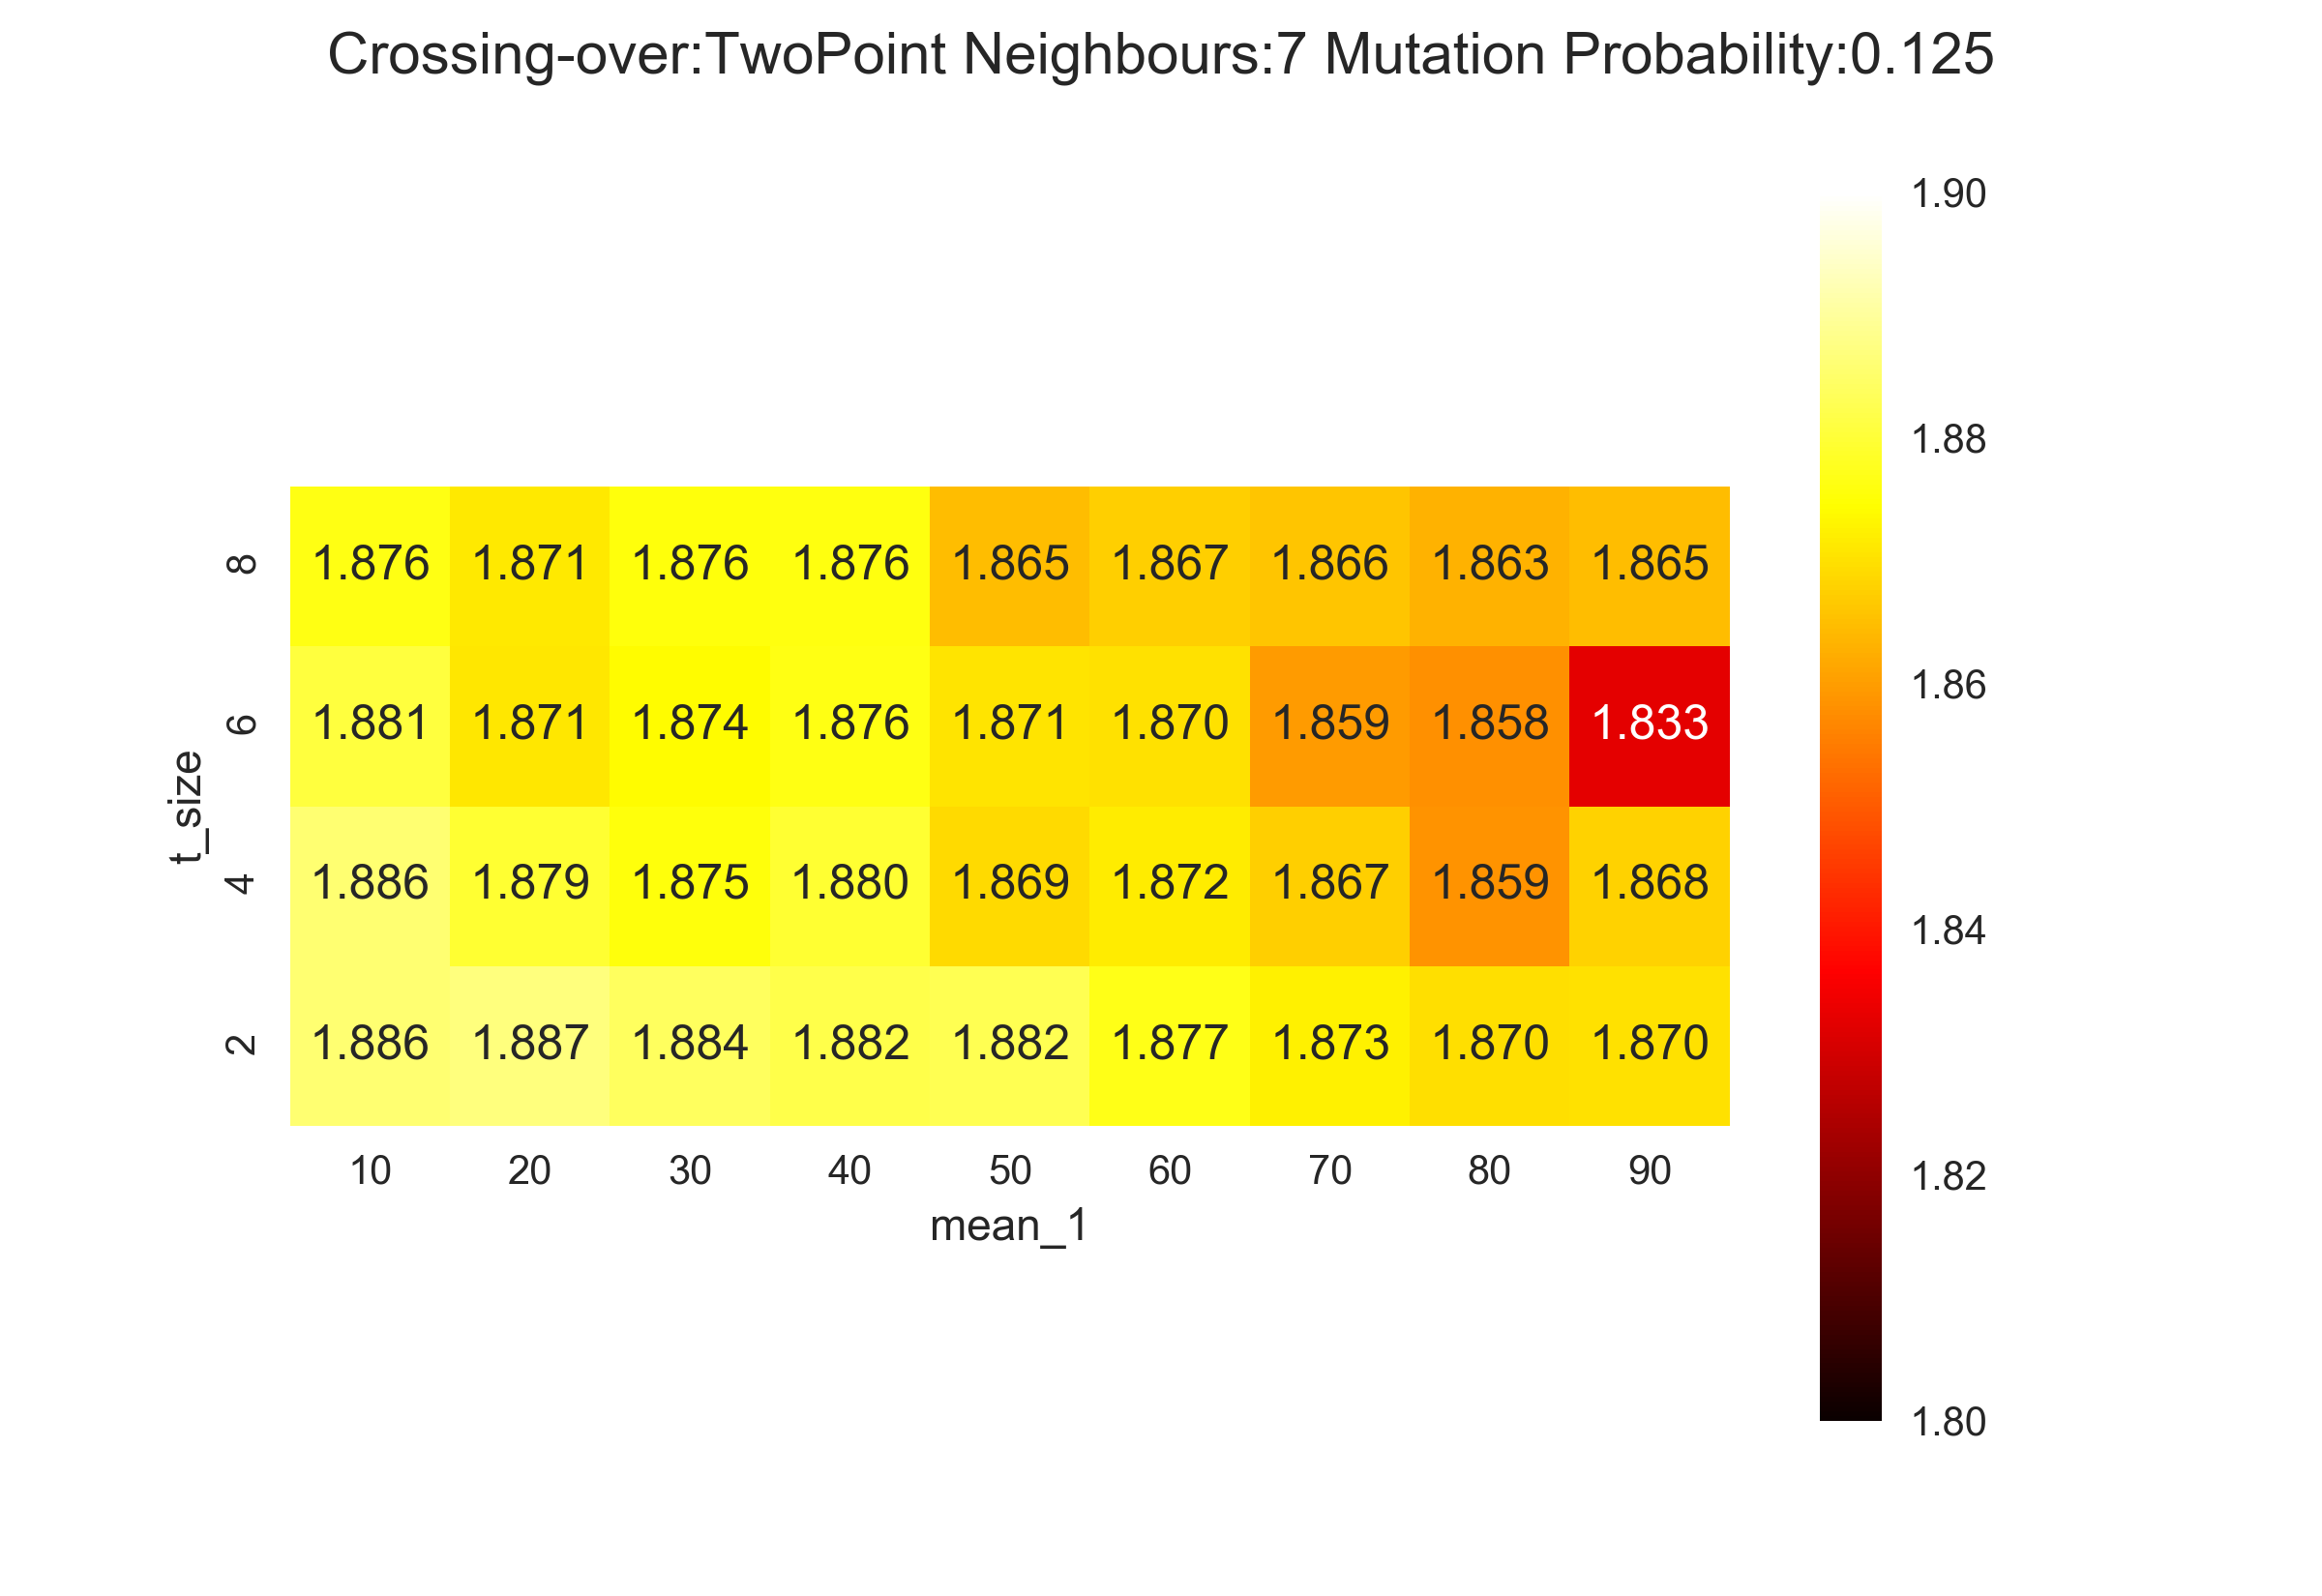 Crossing-over:TwoPoint Neighbours:7 Mutation Probability:0.125
t_size
8 1.876 1.871 1.876 1.876 1.865 1.867 1.866 1.863 1.865
6 1.881 1.871 1.874 1.876 1.871 1.870 1.859 1.858 1.833
4 1.886 1.879 1.875 1.880 1.869 1.872 1.867 1.859 1.868
2 1.886 1.887 1.884 1.882 1.882 1.877 1.873 1.870 1.870
10 20 30 40 50 60 70 80 90
mean_1
1.90
1.88
1.86
1.84
1.82
1.80